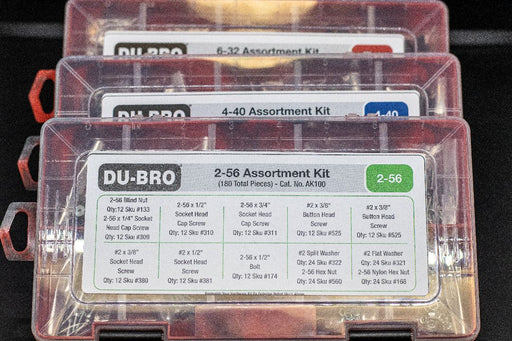 DU-BRO
6-32 Assortment Kit
DU-BRO
4-40 Assortment Kit
4-40
DU-BRO
2-56 Assortment Kit
(180 Total Pieces) - Cat. No. AK100
2-56
2-56 Blind Nut
Qty:12 Sku #133
2-56 x 1/4" Socket
Head Cap Screw
Qty: 12 Sku #309
2-56 x 1/2"
Socket Head
Cap Screw
Qty: 12 Sku #310
2-56 x 3/4"
Socket Head
Cap Screw
Qty: 12 Sku #311
#2 x 3/8"
Button Head
Screw
Qty: 12 Sku #525
#2 x 3/8"
Button Head
Screw
Qty: 12 Sku #525
#2 x 3/8"
Socket Head
Screw
Qty: 12 Sku #380
#2 x 1/2"
Socket Head
Screw
Qty: 12 Sku #381
2-56 x 1/2"
Bolt
Qty: 12 Sku #174
#2 Split Washer
Qty: 24 Sku #322
2-56 Hex Nut
Qty: 24 Sku #560
#2 Flat Washer
Qty: 24 Sku #321
2-56 Nylon Hex Nut
Qty: 24 Sku #168